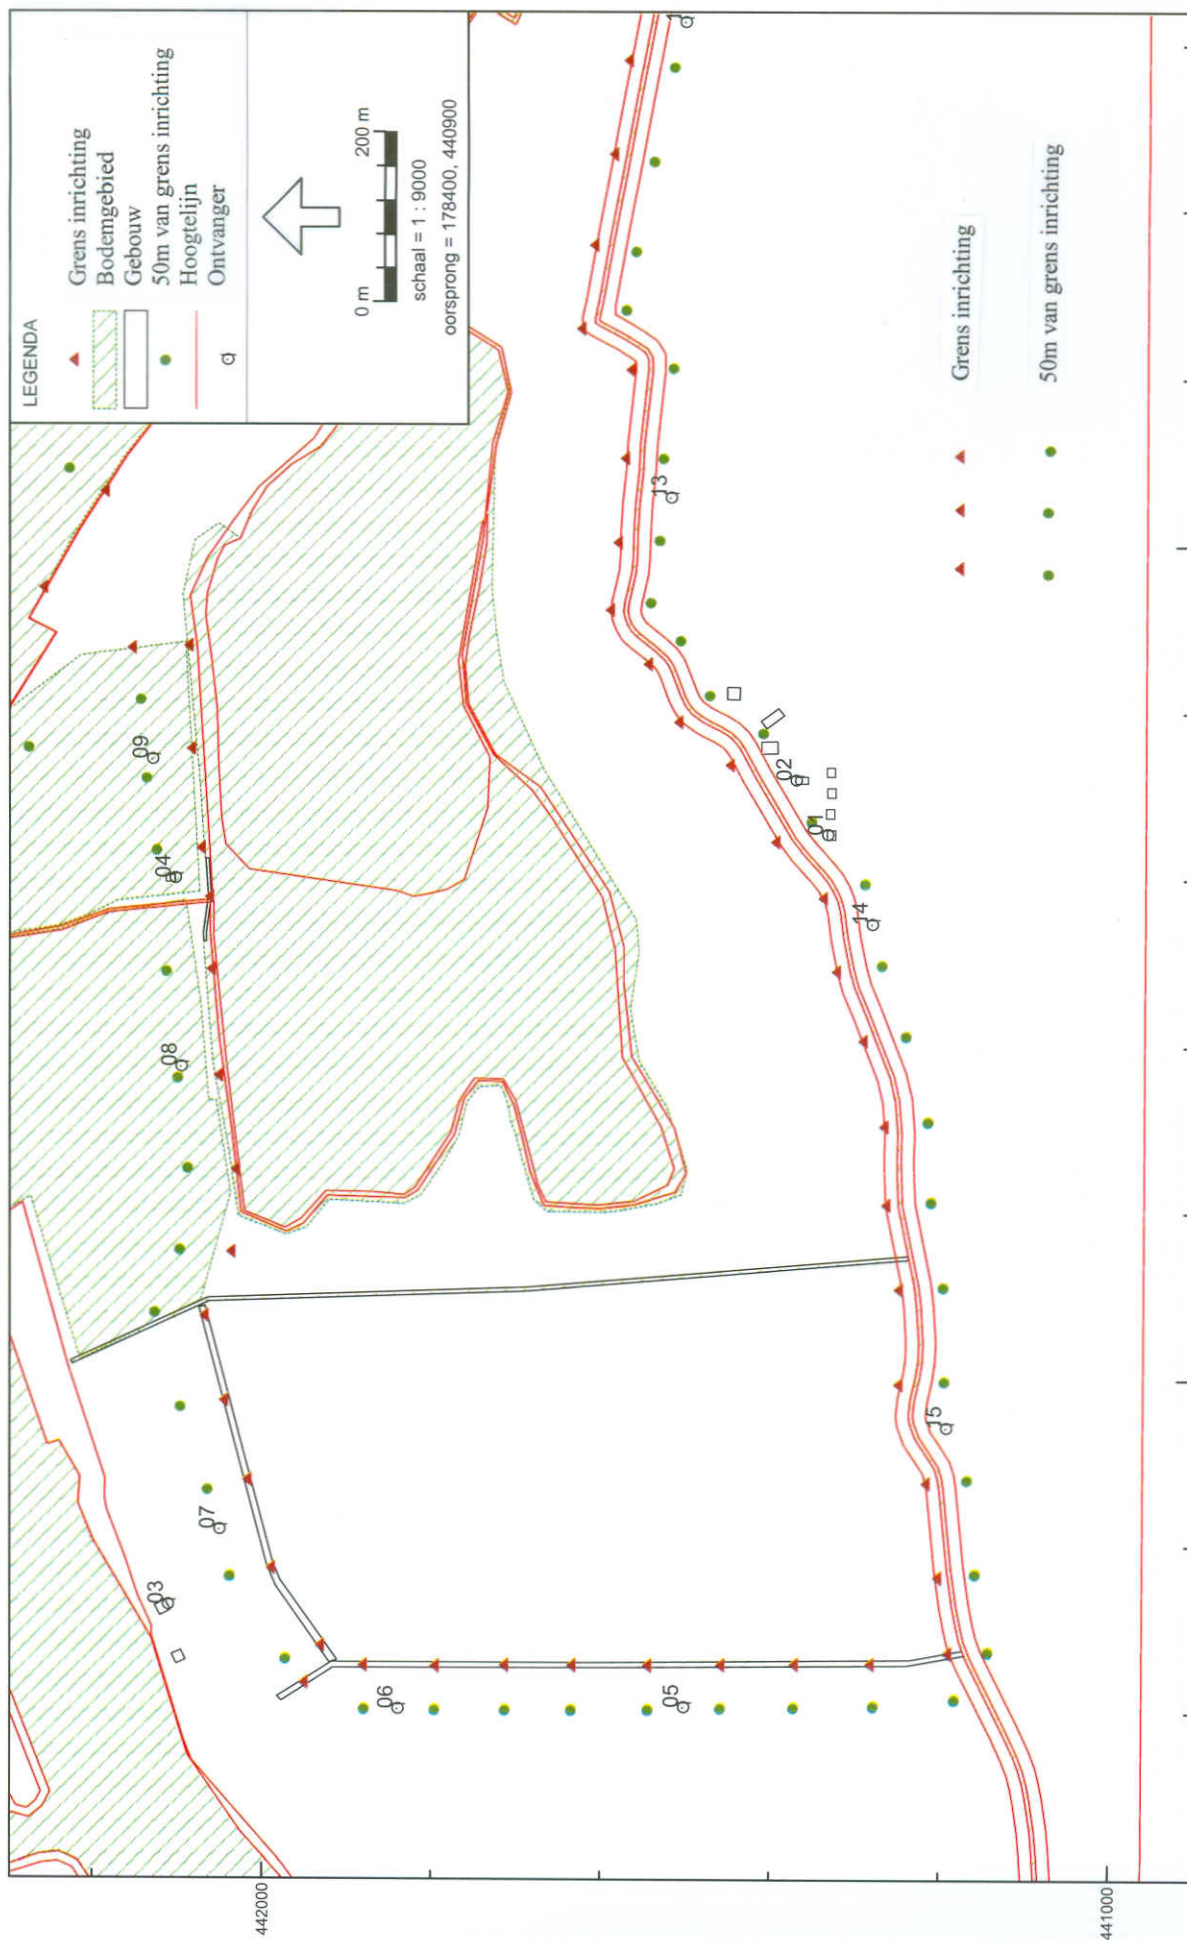 LEGENDA
Grens inrichting
Bodemgebied
Gebouw
50m van grens inrichting
Hoogtelijn
Ontvanger
0 m
200 m
schaal = 1 : 9000
oorsprong = 178400, 440900
03
07
08
04
09
06
05
15
14
01
02
13
1
Grens inrichting
50m van grens inrichting
442000
441000